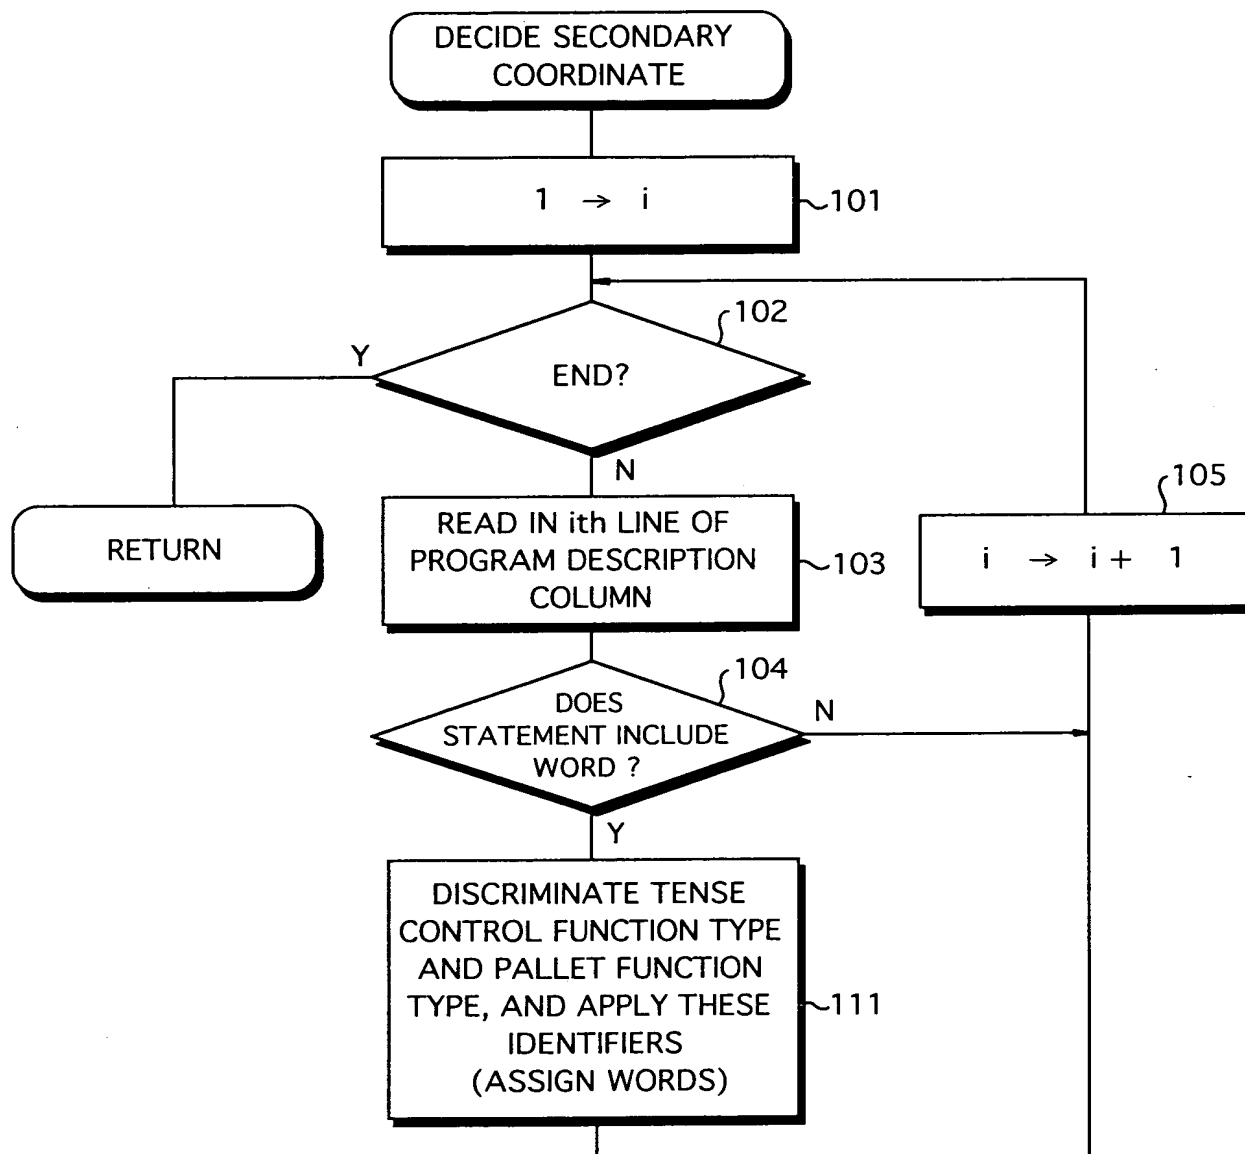 DECIDE SECONDARY
COORDINATE
1 → i
101
102
END?
Y
N
RETURN
READ IN ith LINE OF
PROGRAM DESCRIPTION
COLUMN
103
105
i → i + 1
104
DOES
STATEMENT INCLUDE
WORD ?
N
Y
DISCRIMINATE TENSE
CONTROL FUNCTION TYPE
AND PALLET FUNCTION
TYPE, AND APPLY THESE
IDENTIFIERS
(ASSIGN WORDS)
111